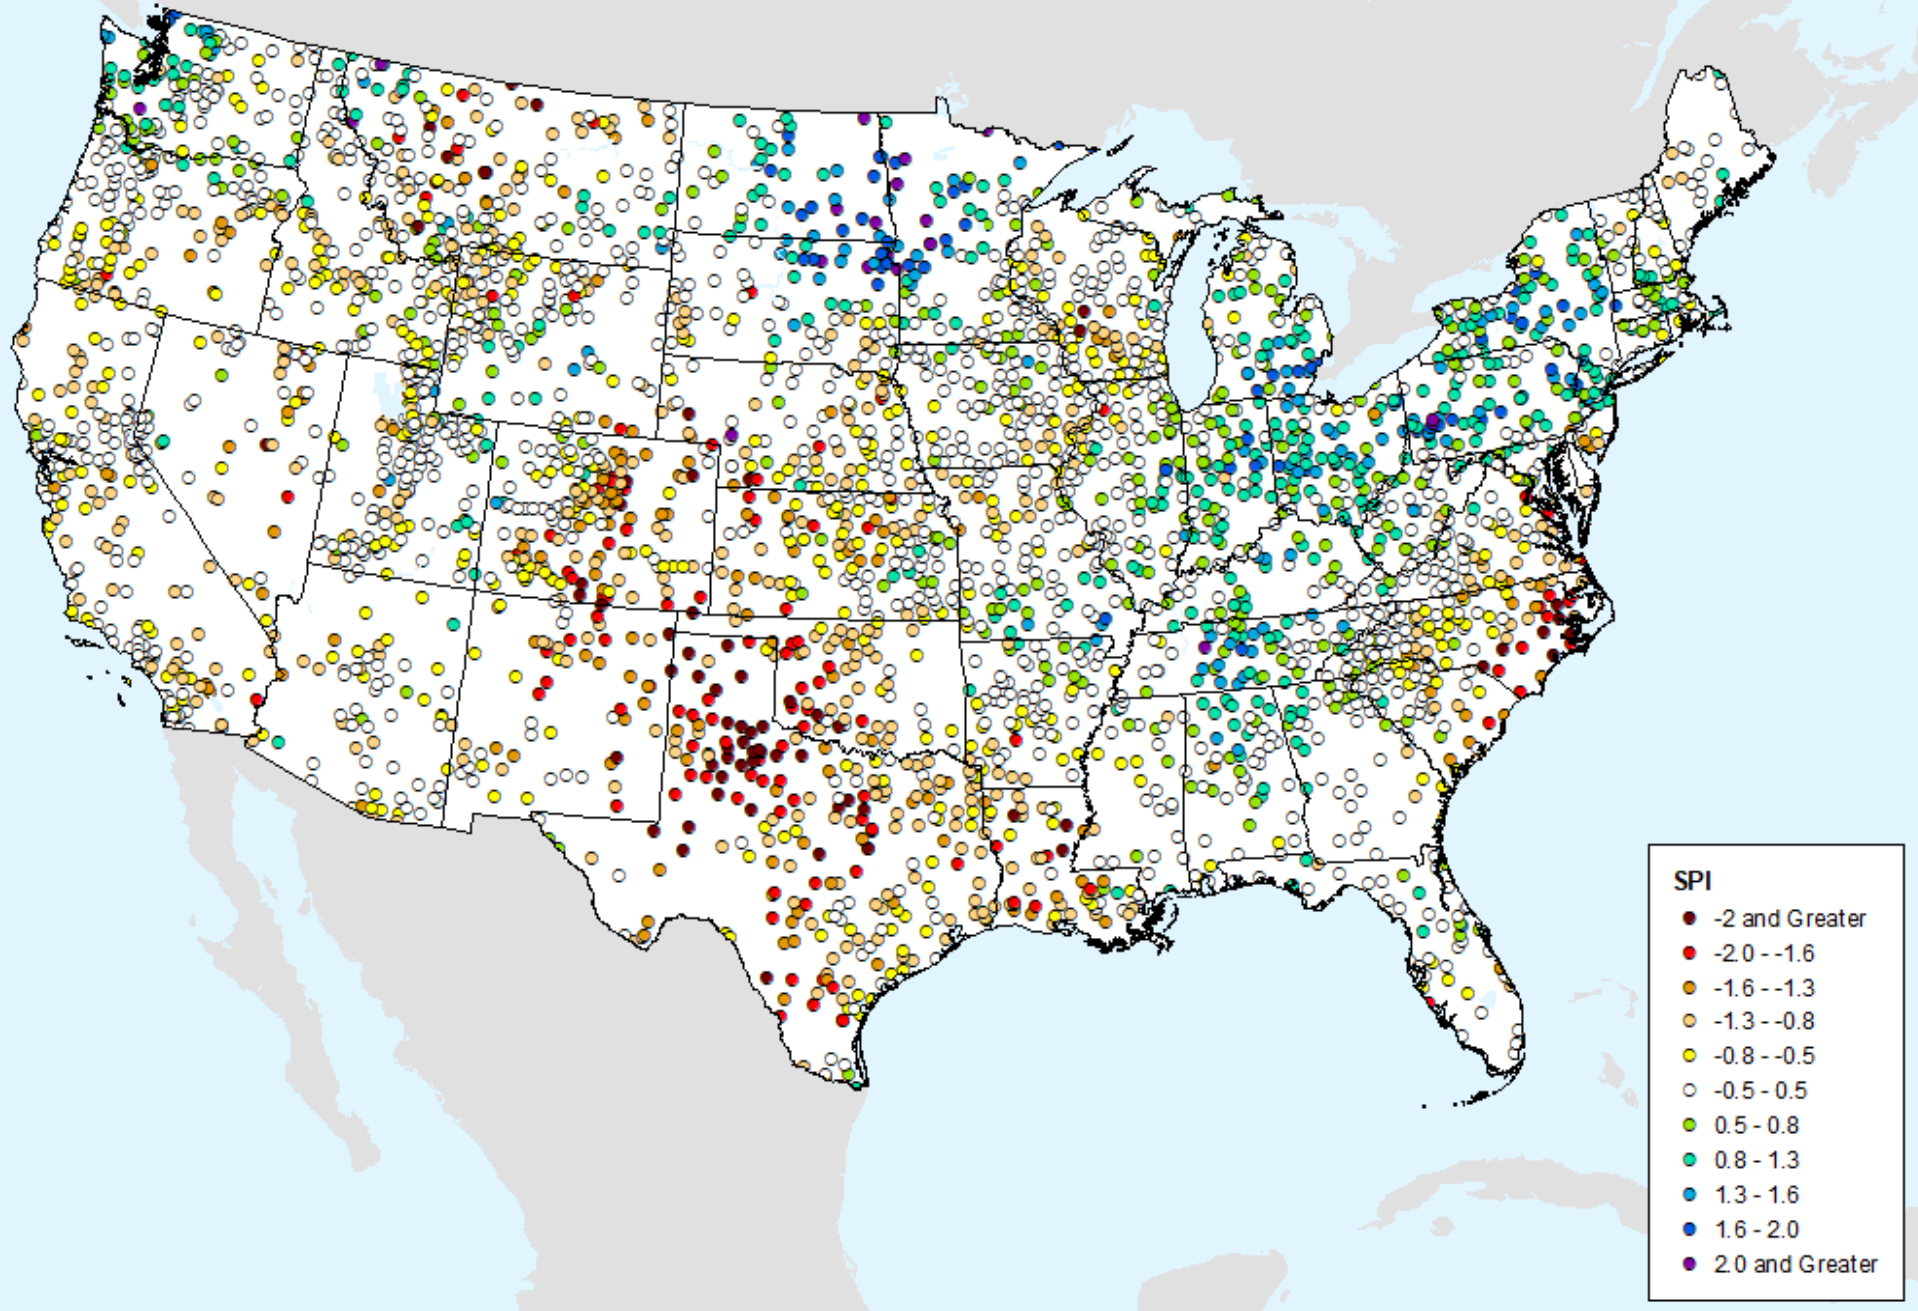 SPI
-2 and Greater
-2.0 - -1.6
-1.6 - -1.3
-1.3 - -0.8
-0.8 - -0.5
-0.5 - 0.5
0.5 - 0.8
0.8 - 1.3
1.3 - 1.6
1.6 - 2.0
2.0 and Greater